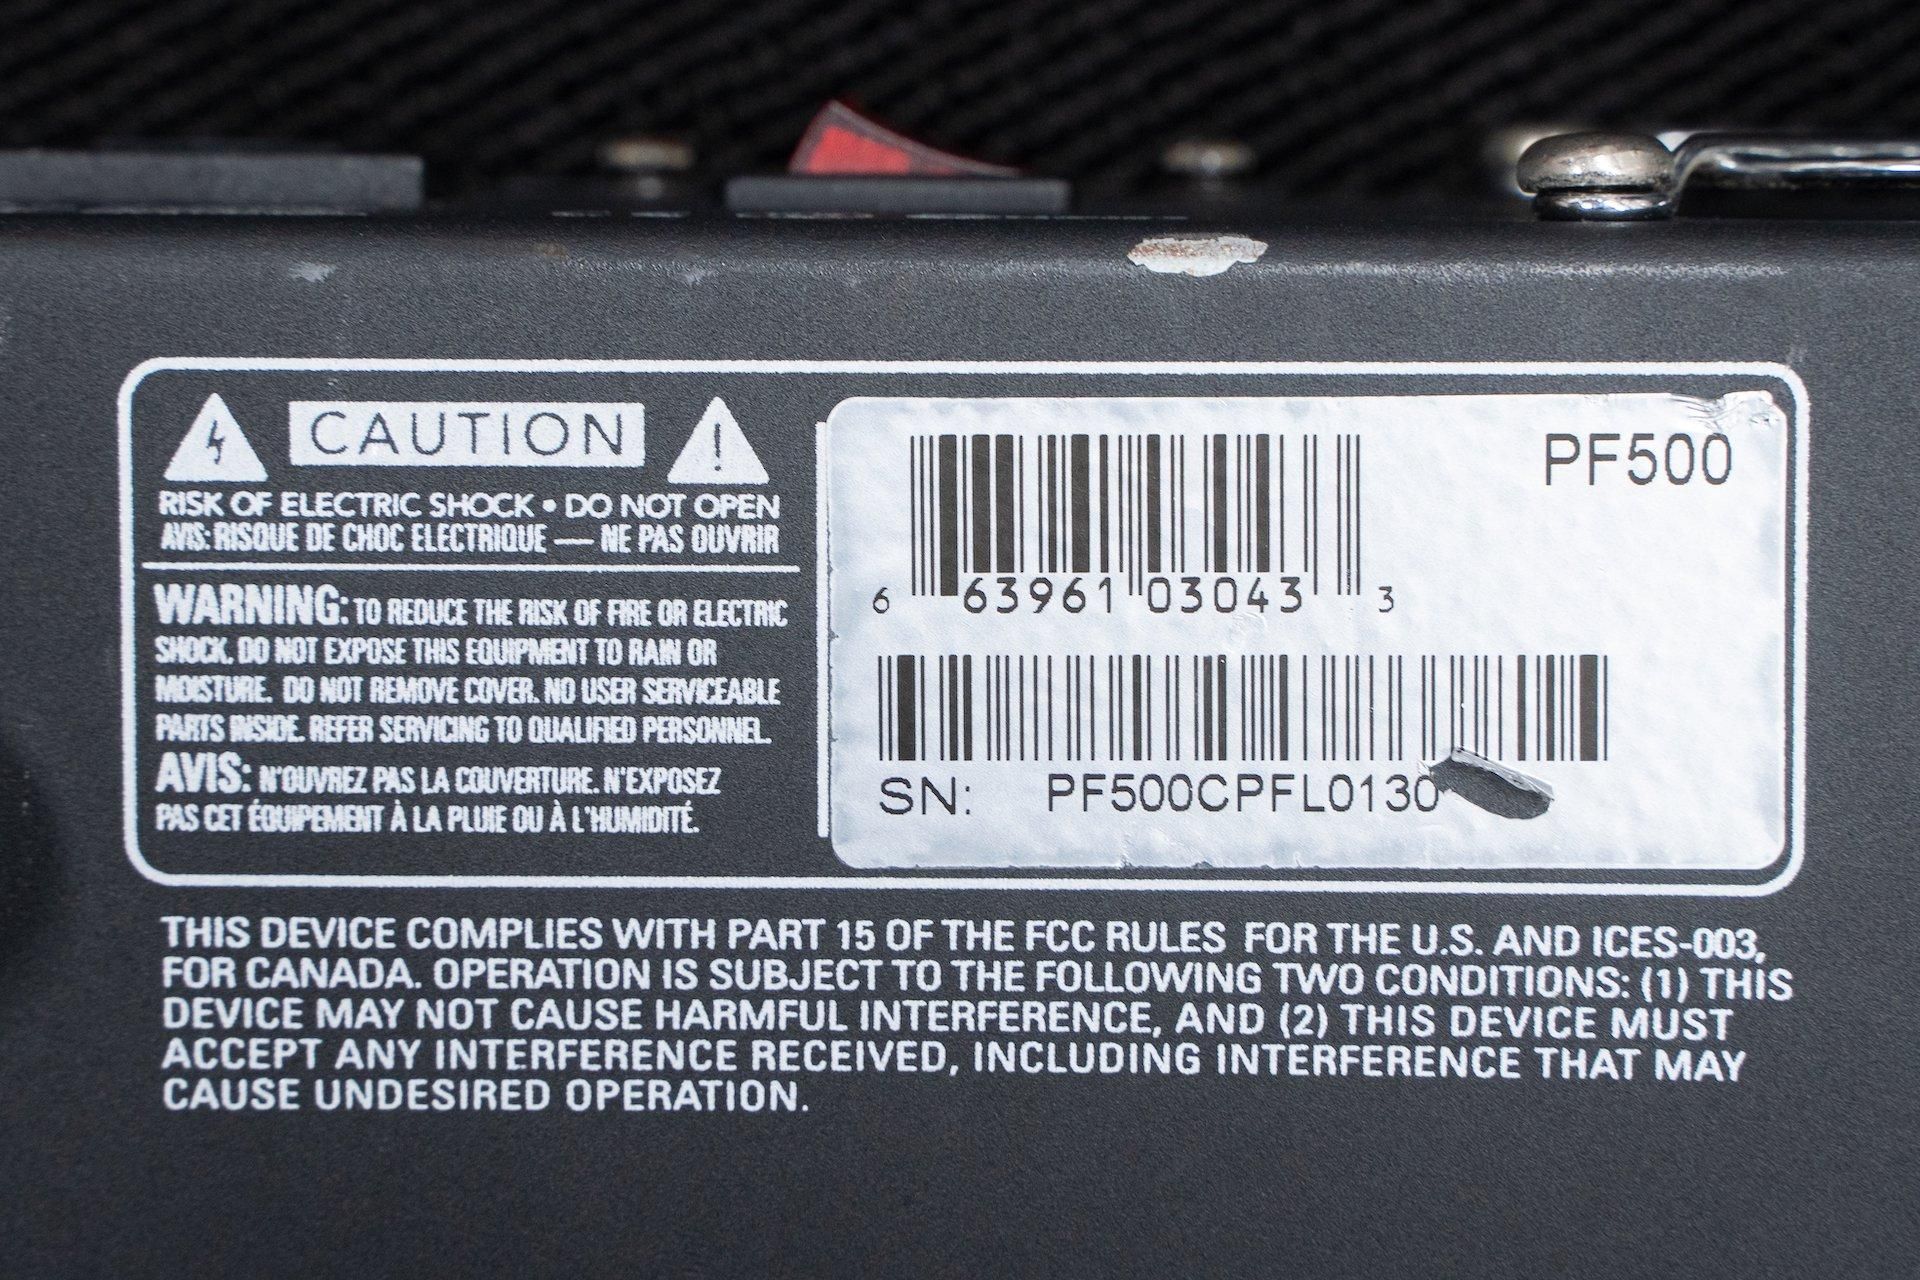 CAUTION
RISK OF ELECTRIC SHOCK • DO NOT OPEN
AVIS: RISQUE DE CHOC ELECTRIQUE — NE PAS OUVRIR
WARNING: TO REDUCE THE RISK OF FIRE OR ELECTRIC
SHOCK. DO NOT EXPOSE THIS EQUIPMENT TO RAIN OR
MOISTURE. DO NOT REMOVE COVER. NO USER SERVICEABLE
PARTS INSIDE. REFER SERVICING TO QUALIFIED PERSONNEL.
AVIS: N'OUVREZ PAS LA COUVERTURE. N'EXPOSEZ
PAS CET ÉQUIPEMENT À LA PLUIE OU À L'HUMIDITÉ.
PF500
6 63961 03043 3
SN: PF500CPFL0130
THIS DEVICE COMPLIES WITH PART 15 OF THE FCC RULES FOR THE U.S. AND ICES-003,
FOR CANADA. OPERATION IS SUBJECT TO THE FOLLOWING TWO CONDITIONS: (1) THIS
DEVICE MAY NOT CAUSE HARMFUL INTERFERENCE, AND (2) THIS DEVICE MUST
ACCEPT ANY INTERFERENCE RECEIVED, INCLUDING INTERFERENCE THAT MAY
CAUSE UNDESIRED OPERATION.